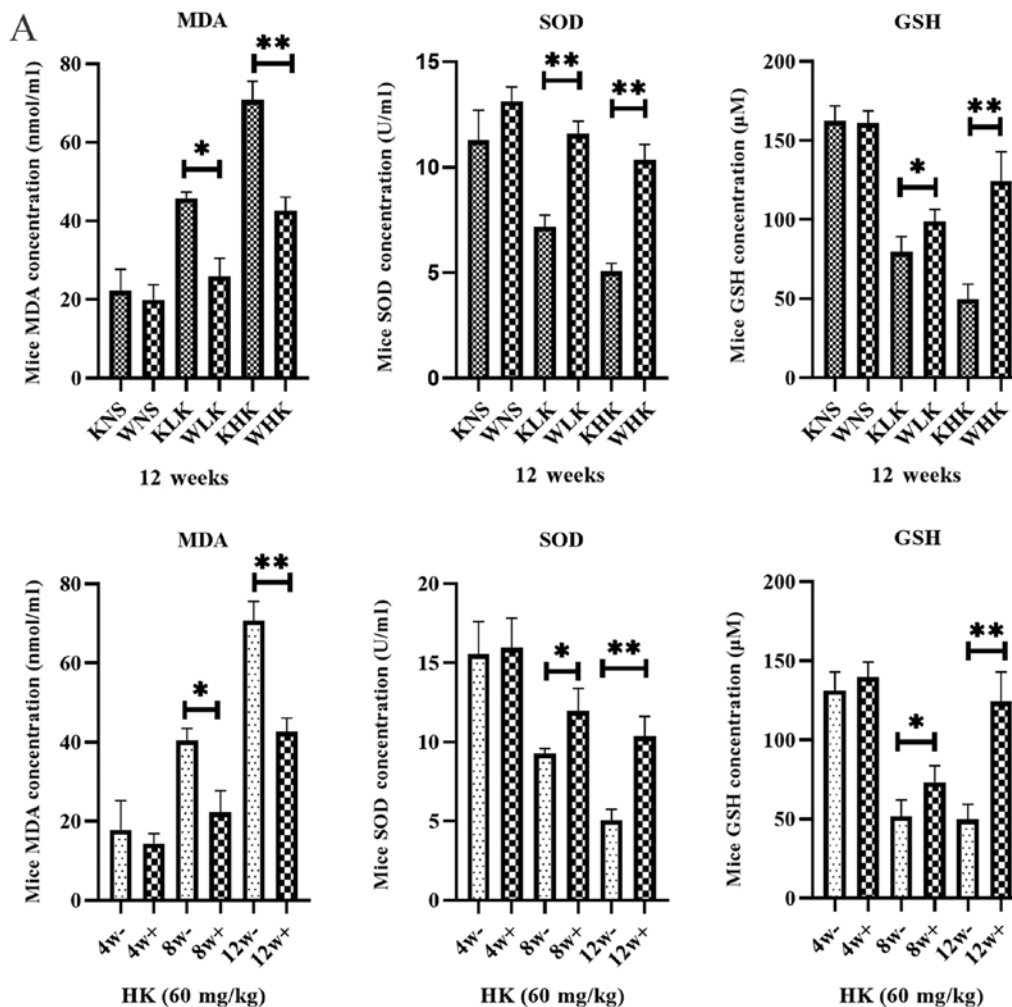 A
MDA
SOD
GSH
Mice MDA concentration (nmol/ml)
80
60
40
20
0
**
*
KNS
WNS
KLK
WLK
KHK
WHK
12 weeks
Mice SOD concentration (U/ml)
15
10
5
0
**
**
KNS
WNS
KLK
WLK
KHK
WHK
12 weeks
Mice GSH concentration (μM)
200
150
100
50
0
*
**
KNS
WNS
KLK
WLK
KHK
WHK
12 weeks
MDA
SOD
GSH
Mice MDA concentration (nmol/ml)
80
60
40
20
0
*
**
4w-
4w+
8w-
8w+
12w-
12w+
HK (60 mg/kg)
Mice SOD concentration (U/ml)
20
15
10
5
0
*
**
4w-
4w+
8w-
8w+
12w-
12w+
HK (60 mg/kg)
Mice GSH concentration (μM)
200
150
100
50
0
*
**
4w-
4w+
8w-
8w+
12w-
12w+
HK (60 mg/kg)